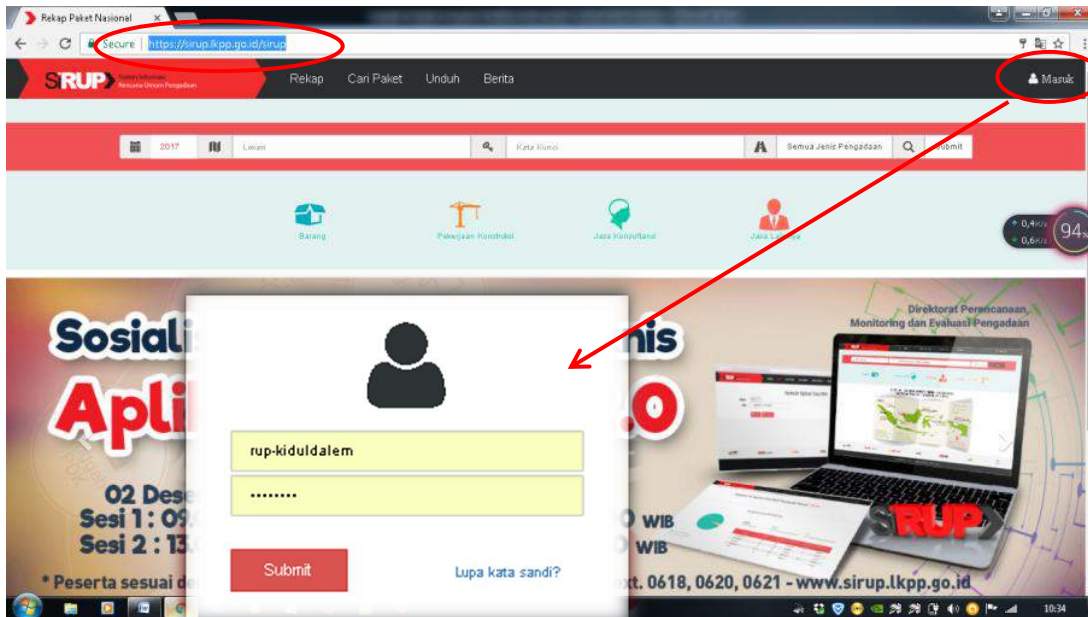 Rekap Paket Nasional
Secure https://sirup.lkpp.go.id/sirup
SiRUP Sistem Informasi
Rencana Umum Pengadaan
Rekap Cari Paket Unduh Berita Masuk
2017 Lokasi Kata Kunci Semua Jenis Pengadaan Submit
Barang Pekerjaan Konstruksi Jasa Konsultansi Jasa Lainnya
0,4K/s
0,6K/s
94%
Direktorat Perencanaan,
Monitoring dan Evaluasi Pengadaan
Sosiali nis
Apli .0
rup-kiduldalem
••••••••
02 Dese
Sesi 1 : 09. 0 WIB
Sesi 2 : 13. WIB
Submit Lupa kata sandi?
* Peserta sesuai d ext. 0618, 0620, 0621 - www.sirup.lkpp.go.id
SiRUP
10:34